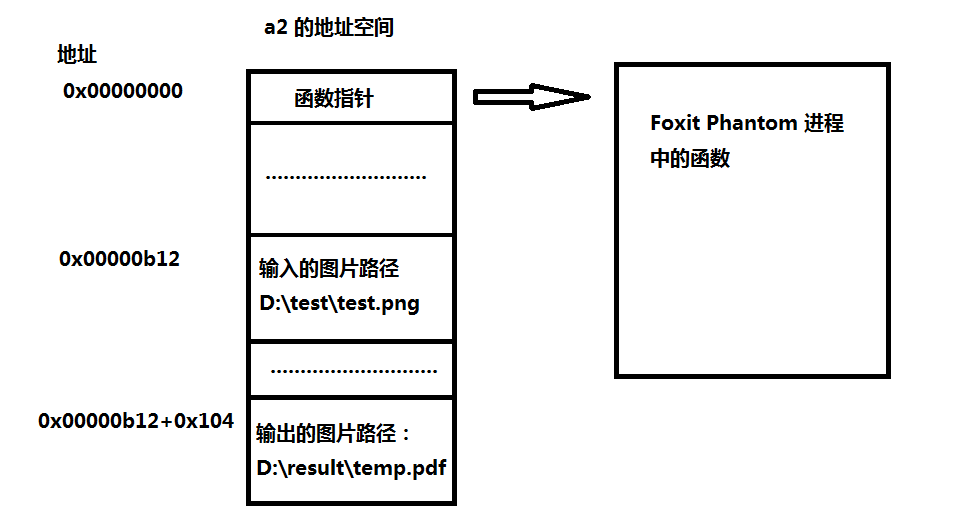 a2 的地址空间
地址
0x00000000
函数指针
Foxit Phantom 进程
中的函数
...........................
0x00000b12
输入的图片路径
D:\test\test.png
............................
0x00000b12+0x104
输出的图片路径：
D:\result\temp.pdf